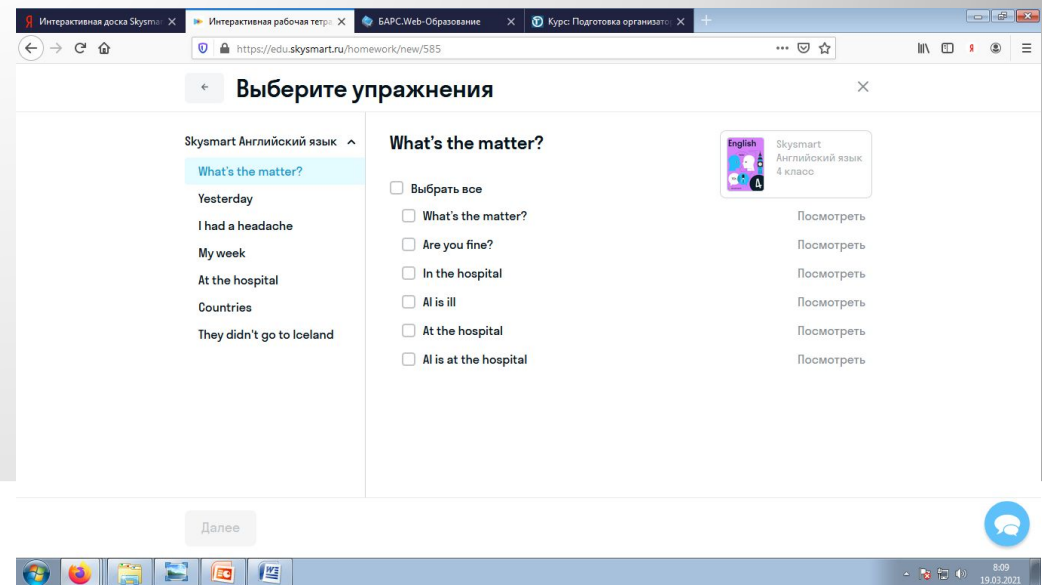 Интерактивная доска Skysmar
Интерактивная рабочая тетра
БАРС.Web-Образование
Курс: Подготовка организатор
https://edu.skysmart.ru/homework/new/585
Выберите упражнения
Skysmart Английский язык
What's the matter?
Yesterday
I had a headache
My week
At the hospital
Countries
They didn't go to Iceland
What's the matter?
English
4
Skysmart
Английский язык
4 класс
Выбрать все
What's the matter? Посмотреть
Are you fine? Посмотреть
In the hospital Посмотреть
Al is ill Посмотреть
At the hospital Посмотреть
Al is at the hospital Посмотреть
Далее
8:09
19.03.2021